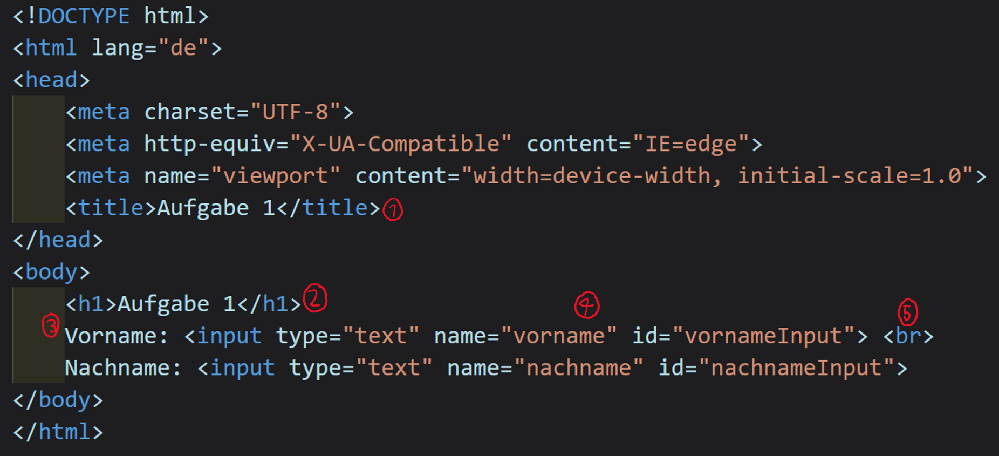 <!DOCTYPE html>
<html lang="de">
<head>
<meta charset="UTF-8">
<meta http-equiv="X-UA-Compatible" content="IE=edge">
<meta name="viewport" content="width=device-width, initial-scale=1.0">
<title>Aufgabe 1</title> 1
</head>
<body>
<h1>Aufgabe 1</h1> 2 4 5
3 Vorname: <input type="text" name="vorname" id="vornameInput"> <br>
Nachname: <input type="text" name="nachname" id="nachnameInput">
</body>
</html>